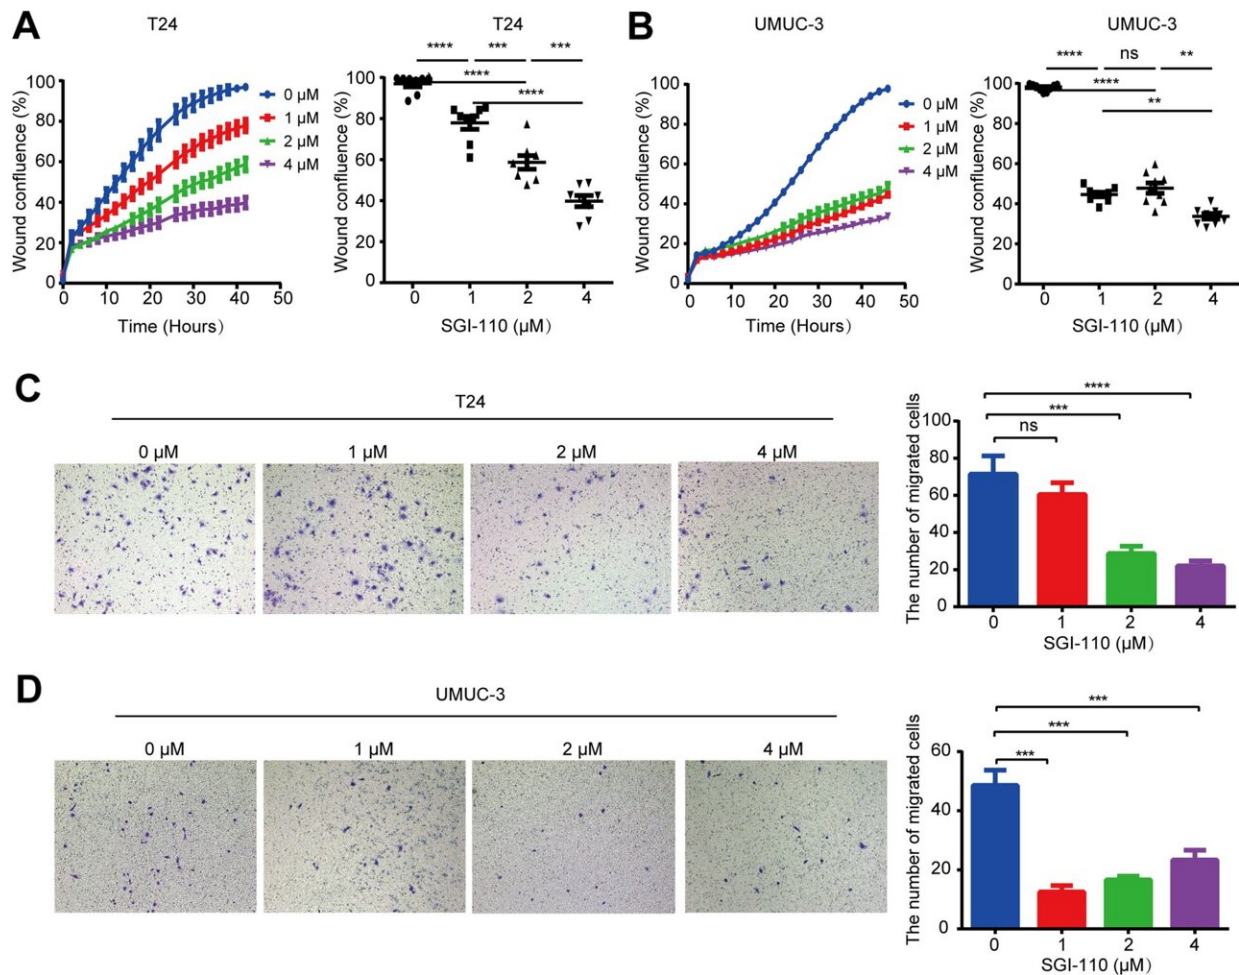 A
T24
Wound confluence (%)
100
80
60
40
20
0
0 10 20 30 40 50
Time (Hours)
0 µM
1 µM
2 µM
4 µM
T24
**** *** ***
****
****
Wound confluence (%)
100
80
60
40
20
0
0 1 2 4
SGI-110 (µM)
B
UMUC-3
Wound confluence (%)
100
80
60
40
20
0
0 10 20 30 40 50
Time (Hours)
0 µM
1 µM
2 µM
4 µM
UMUC-3
**** ns **
****
**
Wound confluence (%)
100
80
60
40
20
0
0 1 2 4
SGI-110 (µM)
C
T24
0 µM 1 µM 2 µM 4 µM
****
***
ns
The number of migrated cells
100
80
60
40
20
0
0 1 2 4
SGI-110 (µM)
D
UMUC-3
0 µM 1 µM 2 µM 4 µM
***
***
***
The number of migrated cells
60
40
20
0
0 1 2 4
SGI-110 (µM)